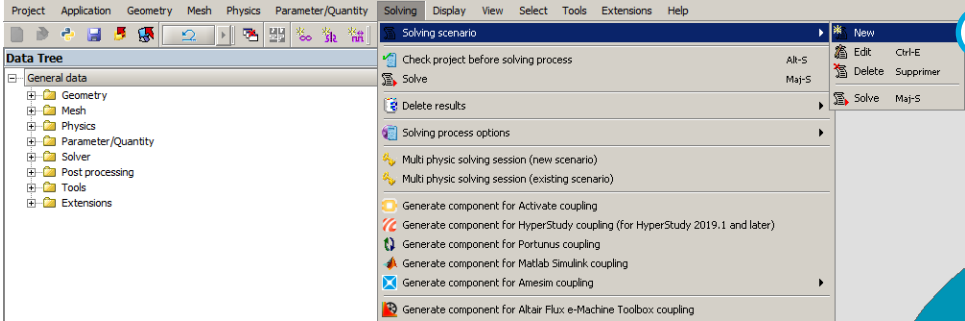 Project Application Geometry Mesh Physics Parameter/Quantity Solving Display View Select Tools Extensions Help
Solving scenario
New
Edit Ctrl-E
Delete Supprimer
Solve Maj-S
Data Tree
General data
Geometry
Mesh
Physics
Parameter/Quantity
Solver
Post processing
Tools
Extensions
Check project before solving process Alt-S
Solve Maj-S
Delete results
Solving process options
Multi physic solving session (new scenario)
Multi physic solving session (existing scenario)
Generate component for Activate coupling
Generate component for HyperStudy coupling (for HyperStudy 2019.1 and later)
Generate component for Portunus coupling
Generate component for Matlab Simulink coupling
Generate component for Amesim coupling
Generate component for Altair Flux e-Machine Toolbox coupling